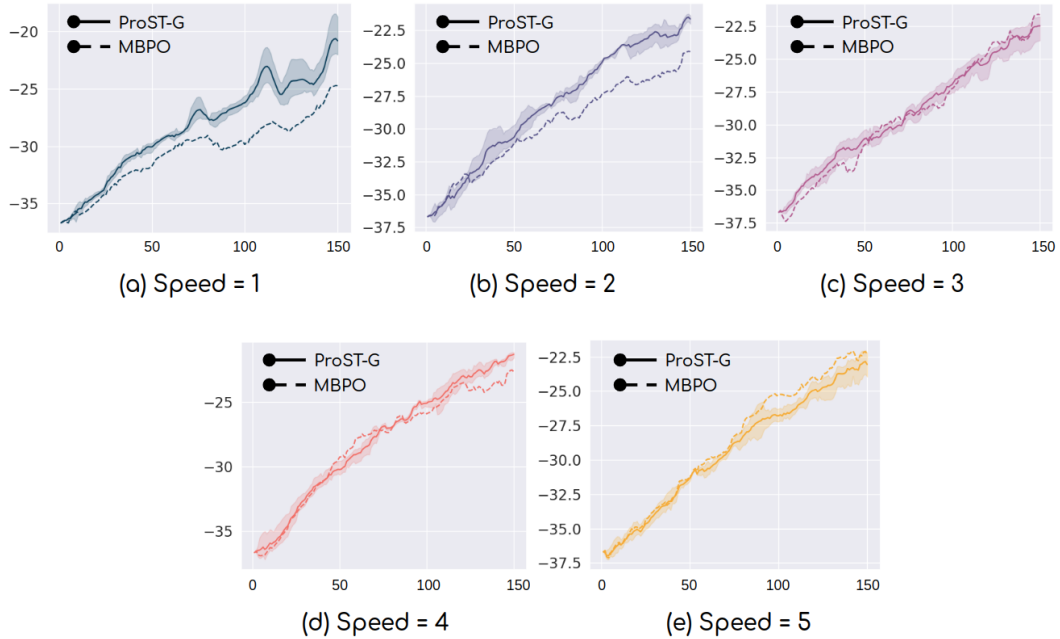 ProST-G
MBPO
−20
−25
−30
−35
0 50 100 150
(a) Speed = 1
ProST-G
MBPO
−22.5
−25.0
−27.5
−30.0
−32.5
−35.0
−37.5
0 50 100 150
(b) Speed = 2
ProST-G
MBPO
−22.5
−25.0
−27.5
−30.0
−32.5
−35.0
−37.5
0 50 100 150
(c) Speed = 3
ProST-G
MBPO
−25
−30
−35
0 50 100 150
(d) Speed = 4
ProST-G
MBPO
−22.5
−25.0
−27.5
−30.0
−32.5
−35.0
−37.5
0 50 100 150
(e) Speed = 5